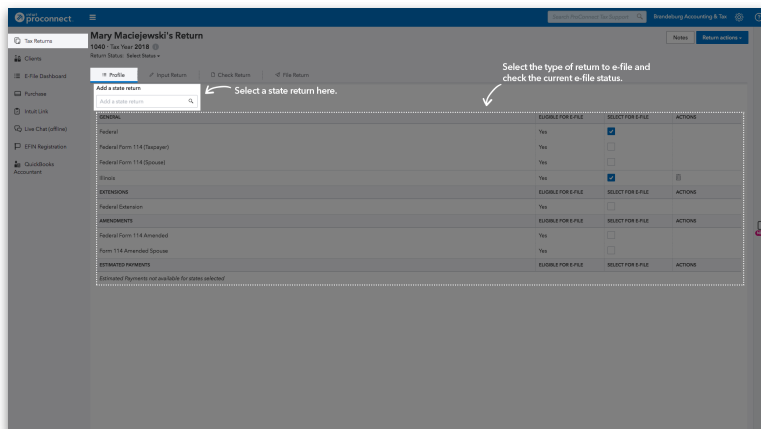 intuit proconnect.
Search ProConnect Tax Support
Brandeburg Accounting & Tax
Tax Returns
Clients
E-File Dashboard
Purchase
Intuit Link
Live Chat (offline)
EFIN Registration
QuickBooks
Accountant
Mary Maciejewski's Return
1040 - Tax Year 2018
Return Status: Select Status
Notes
Return actions
Profile
Input Return
Check Return
File Return
Add a state return
Add a state return
Select a state return here.
Select the type of return to e-file and
check the current e-file status.
GENERAL ELIGIBLE FOR E-FILE SELECT FOR E-FILE ACTIONS
Federal Yes
Federal Form 114 (Taxpayer) Yes
Federal Form 114 (Spouse) Yes
Illinois Yes
EXTENSIONS ELIGIBLE FOR E-FILE SELECT FOR E-FILE ACTIONS
Federal Extension Yes
AMENDMENTS ELIGIBLE FOR E-FILE SELECT FOR E-FILE ACTIONS
Federal Form 114 Amended Yes
Form 114 Amended Spouse Yes
ESTIMATED PAYMENTS ELIGIBLE FOR E-FILE SELECT FOR E-FILE ACTIONS
Estimated Payments not available for states selected